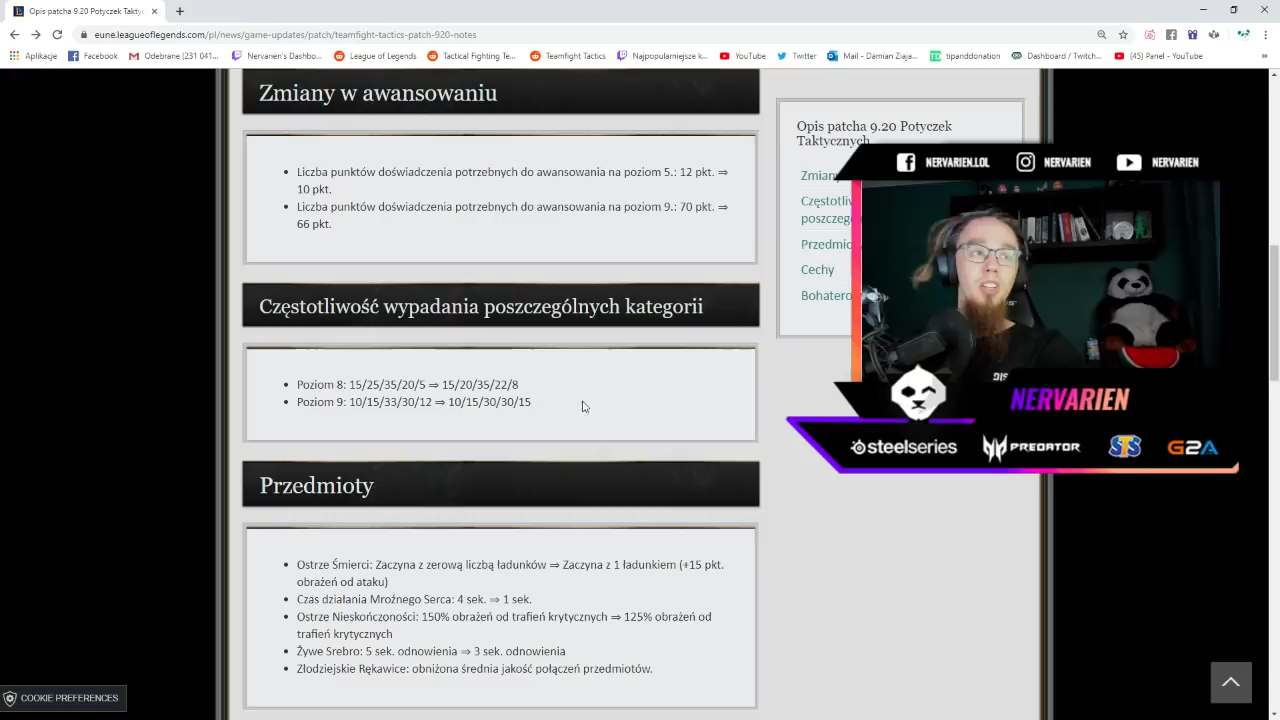 Opis patcha 9.20 Potyczek Taktyc
eune.leagueoflegends.com/pl/news/game-updates/patch/teamfight-tactics-patch-920-notes
Aplikacje
Facebook
Odebrane (231 041...
Nervarien's Dashbo...
League of Legends
Tactical Fighting Te...
Teamfight Tactics
Najpopularniejsze k...
YouTube
Twitter
Mail - Damian Ziaja...
tipanddonation
Dashboard / Twitch...
(45) Panel - YouTube
»
Zmiany w awansowaniu
• Liczba punktów doświadczenia potrzebnych do awansowania na poziom 5.: 12 pkt. ⇒
10 pkt.
• Liczba punktów doświadczenia potrzebnych do awansowania na poziom 9.: 70 pkt. ⇒
66 pkt.
Częstotliwość wypadania poszczególnych kategorii
• Poziom 8: 15/25/35/20/5 ⇒ 15/20/35/22/8
• Poziom 9: 10/15/33/30/12 ⇒ 10/15/30/30/15
Przedmioty
• Ostrze Śmierci: Zaczyna z zerową liczbą ładunków ⇒ Zaczyna z 1 ładunkiem (+15 pkt.
obrażeń od ataku)
• Czas działania Mroźnego Serca: 4 sek. ⇒ 1 sek.
• Ostrze Nieskończoności: 150% obrażeń od trafień krytycznych ⇒ 125% obrażeń od
trafień krytycznych
• Żywe Srebro: 5 sek. odnowienia ⇒ 3 sek. odnowienia
• Złodziejskie Rękawice: obniżona średnia jakość połączeń przedmiotów.
Opis patcha 9.20 Potyczek
Taktycznych
Zmiany
Częstotliw
poszczegó
Przedmio
Cechy
Bohatero
NERVARIEN.LOL
NERVARIEN
NERVARIEN
DIS
NERVARIEN
steelseries
PREDATOR
STS
G2A
COOKIE PREFERENCES